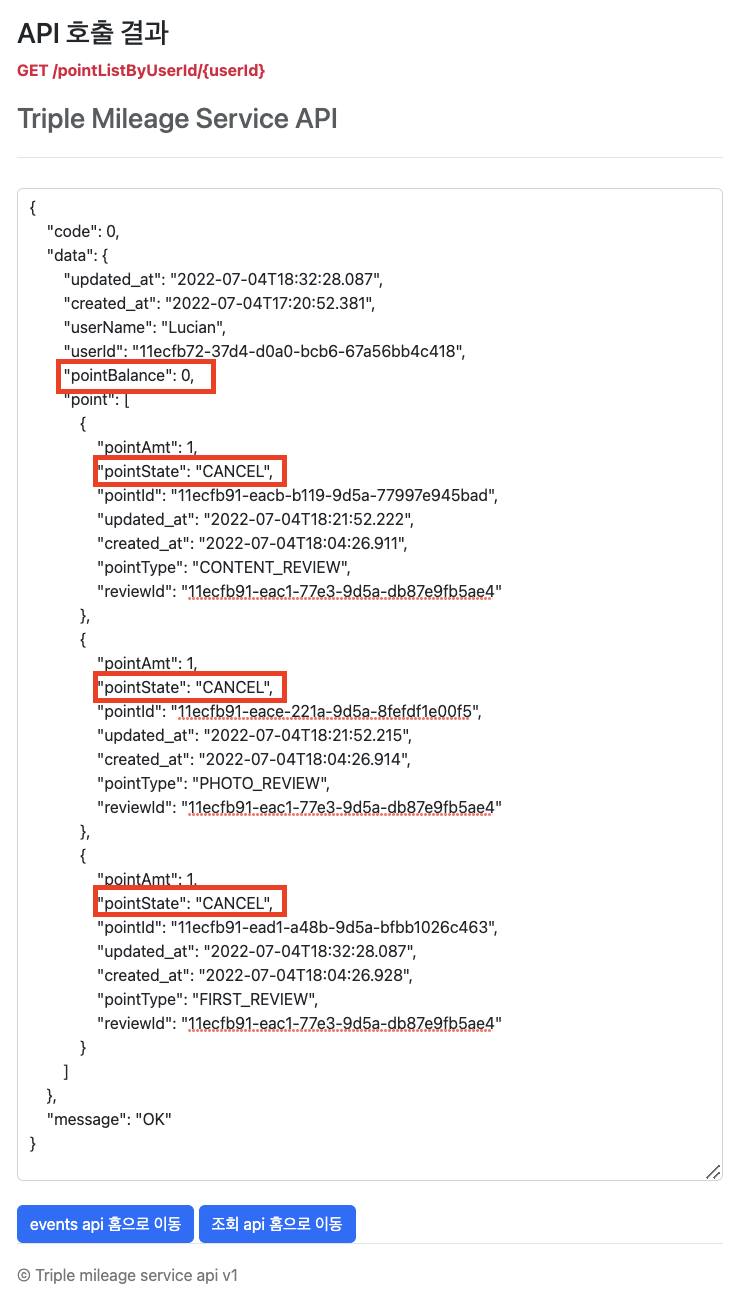 API 호출 결과
GET /pointListByUserId/{userId}
Triple Mileage Service API
{
"code": 0,
"data": {
"updated_at": "2022-07-04T18:32:28.087",
"created_at": "2022-07-04T17:20:52.381",
"userName": "Lucian",
"userId": "11ecfb72-37d4-d0a0-bcb6-67a56bb4c418",
"pointBalance": 0,
"point": [
{
"pointAmt": 1,
"pointState": "CANCEL",
"pointId": "11ecfb91-eacb-b119-9d5a-77997e945bad",
"updated_at": "2022-07-04T18:21:52.222",
"created_at": "2022-07-04T18:04:26.911",
"pointType": "CONTENT_REVIEW",
"reviewId": "11ecfb91-eac1-77e3-9d5a-db87e9fb5ae4"
},
{
"pointAmt": 1,
"pointState": "CANCEL",
"pointId": "11ecfb91-eace-221a-9d5a-8fefdf1e00f5",
"updated_at": "2022-07-04T18:21:52.215",
"created_at": "2022-07-04T18:04:26.914",
"pointType": "PHOTO_REVIEW",
"reviewId": "11ecfb91-eac1-77e3-9d5a-db87e9fb5ae4"
},
{
"pointAmt": 1,
"pointState": "CANCEL",
"pointId": "11ecfb91-ead1-a48b-9d5a-bfbb1026c463",
"updated_at": "2022-07-04T18:32:28.087",
"created_at": "2022-07-04T18:04:26.928",
"pointType": "FIRST_REVIEW",
"reviewId": "11ecfb91-eac1-77e3-9d5a-db87e9fb5ae4"
}
]
},
"message": "OK"
}
events api 홈으로 이동 조회 api 홈으로 이동
© Triple mileage service api v1